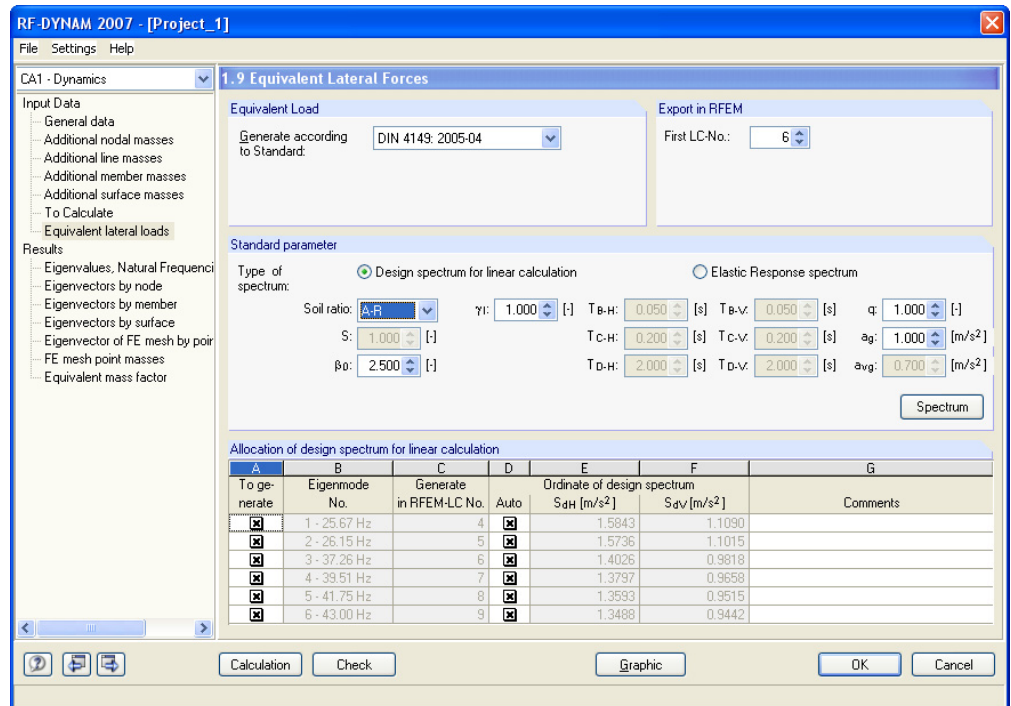 RF-DYNAM 2007 - [Project_1]
File Settings Help
CA1 - Dynamics
Input Data
General data
Additional nodal masses
Additional line masses
Additional member masses
Additional surface masses
To Calculate
Equivalent lateral loads
Results
Eigenvalues, Natural Frequenci
Eigenvectors by node
Eigenvectors by member
Eigenvectors by surface
Eigenvector of FE mesh by poir
FE mesh point masses
Equivalent mass factor
1.9 Equivalent Lateral Forces
Equivalent Load
Generate according to Standard: DIN 4149: 2005-04
Export in RFEM
First LC-No.: 6
Standard parameter
Type of spectrum: Design spectrum for linear calculation Elastic Response spectrum
Soil ratio: A-R γI: 1.000 [-] TB-H: 0.050 [s] TB-V: 0.050 [s] q: 1.000 [-]
S: 1.000 [-] TC-H: 0.200 [s] TC-V: 0.200 [s] ag: 1.000 [m/s²]
β0: 2.500 [-] TD-H: 2.000 [s] TD-V: 2.000 [s] avg: 0.700 [m/s²]
Spectrum
Allocation of design spectrum for linear calculation
A B C D E F G
To ge- Eigenmode Generate Ordinate of design spectrum
nerate No. in RFEM-LC No. Auto SdH [m/s²] SdV [m/s²] Comments
1 - 25.67 Hz 4 1.5843 1.1090
2 - 26.15 Hz 5 1.5736 1.1015
3 - 37.26 Hz 6 1.4026 0.9818
4 - 39.51 Hz 7 1.3797 0.9658
5 - 41.75 Hz 8 1.3593 0.9515
6 - 43.00 Hz 9 1.3488 0.9442
Calculation Check Graphic OK Cancel